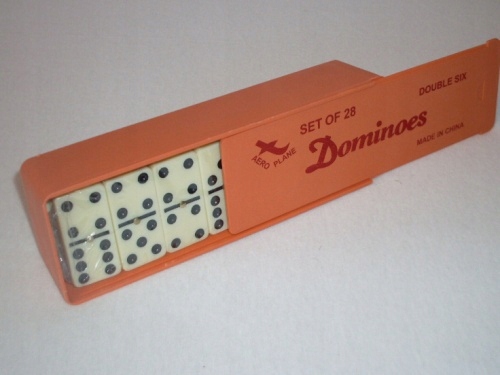 DOUBLE SIX
SET OF 28
Dominoes
AERO PLANE
MADE IN CHINA